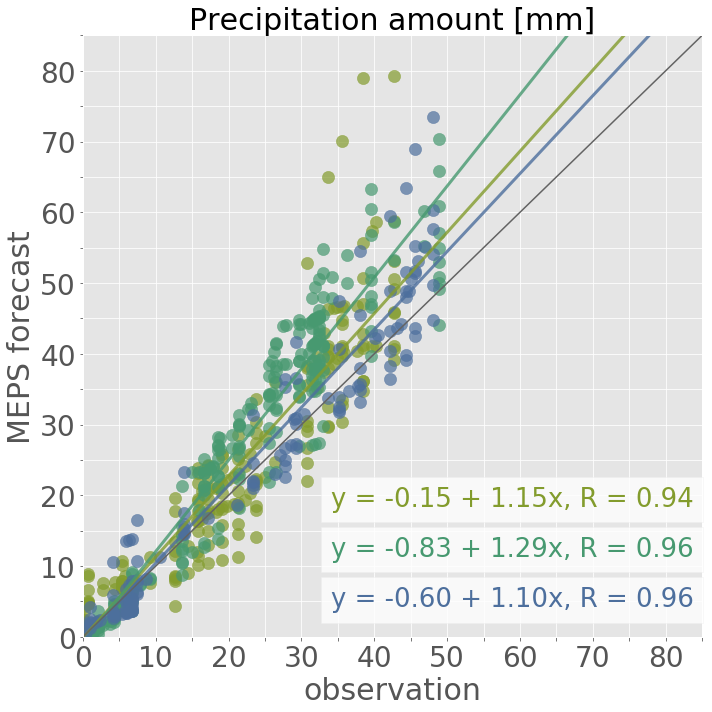 Precipitation amount [mm]
MEPS forecast
80
70
60
50
40
30
20
10
0
y = -0.15 + 1.15x, R = 0.94
y = -0.83 + 1.29x, R = 0.96
y = -0.60 + 1.10x, R = 0.96
0 10 20 30 40 50 60 70 80
observation